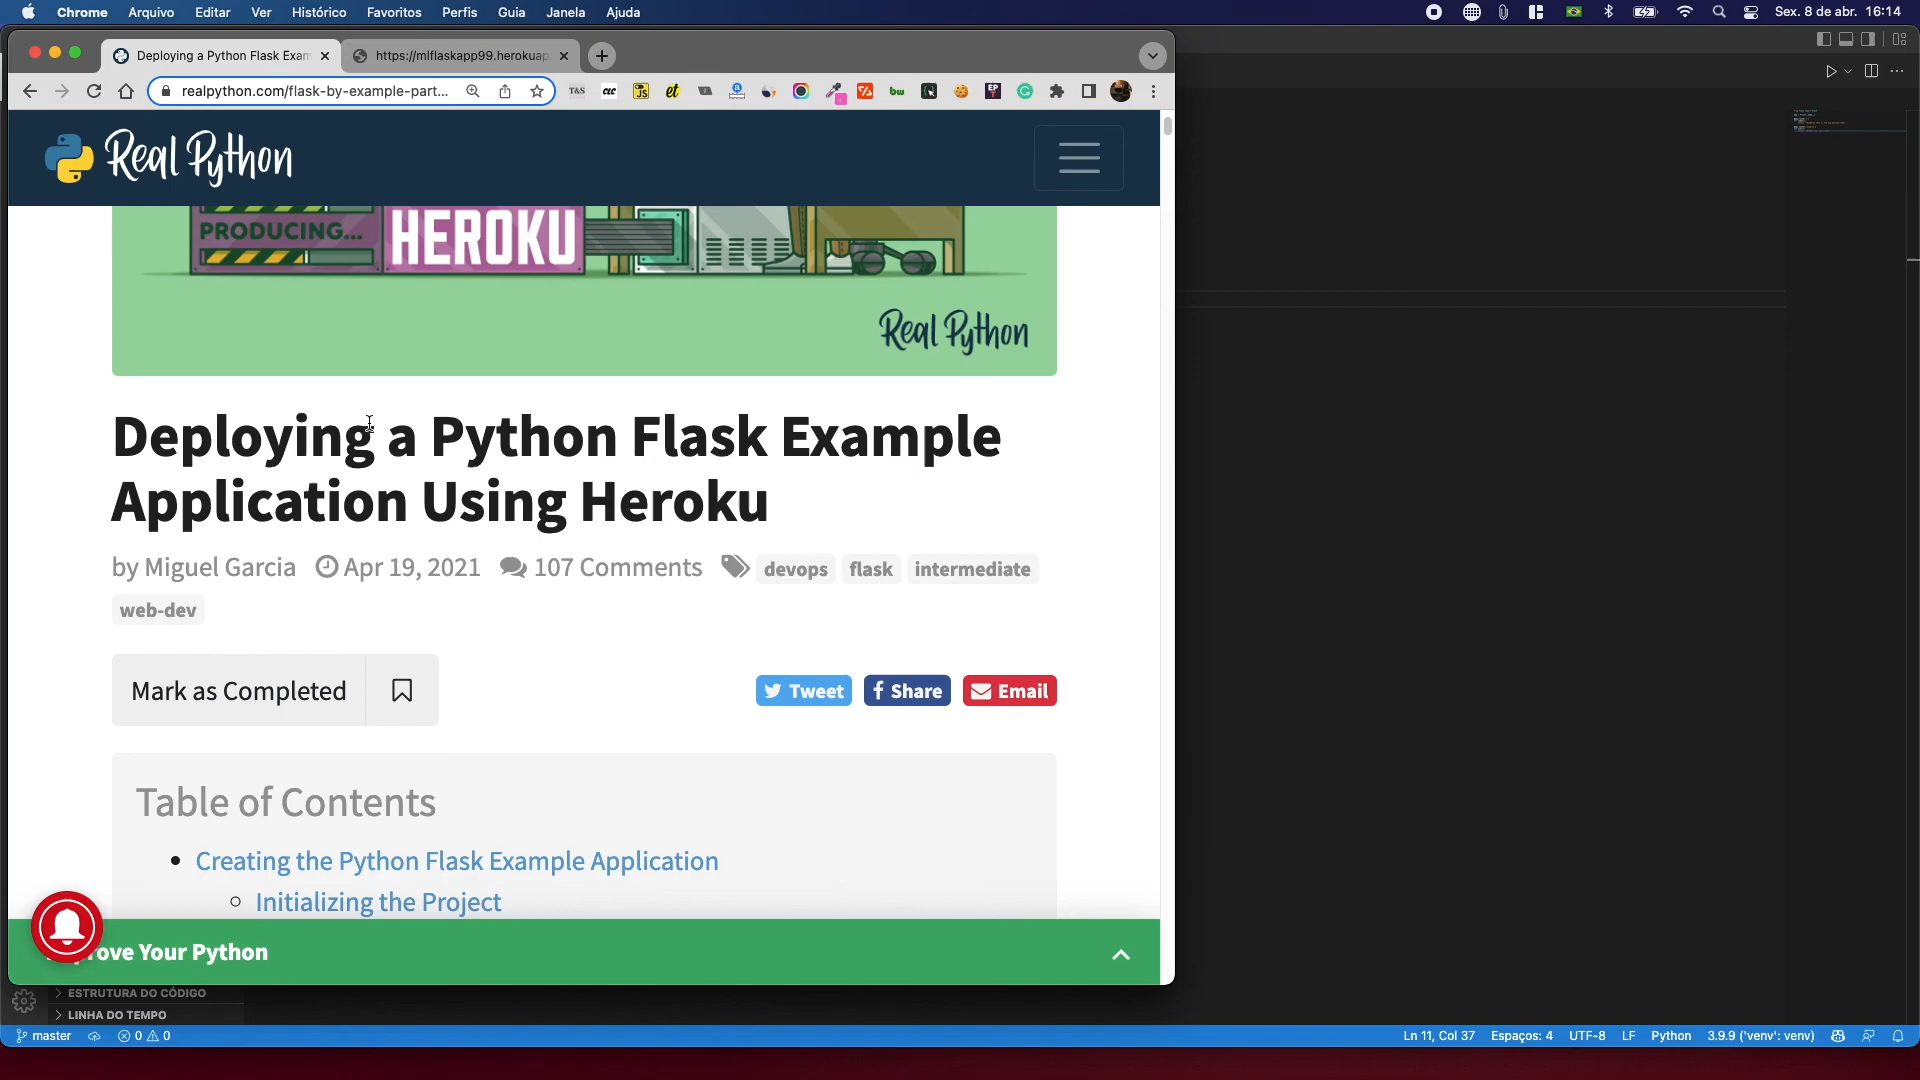 Chrome Arquivo Editar Ver Histórico Favoritos Perfis Guia Janela Ajuda Sex. 8 de abr. 16:14
Deploying a Python Flask Exam https://mlflaskapp99.herokuap
realpython.com/flask-by-example-part...
Real Python
PRODUCING...
HEROKU
Real Python
Deploying a Python Flask Example
Application Using Heroku
by Miguel Garcia Apr 19, 2021 107 Comments devops flask intermediate
web-dev
Mark as Completed Tweet Share Email
Table of Contents
Creating the Python Flask Example Application
Initializing the Project
ove Your Python
ESTRUTURA DO CÓDIGO
LINHA DO TEMPO
master 0 0 Ln 11, Col 37 Espaços: 4 UTF-8 LF Python 3.9.9 ('venv': venv)